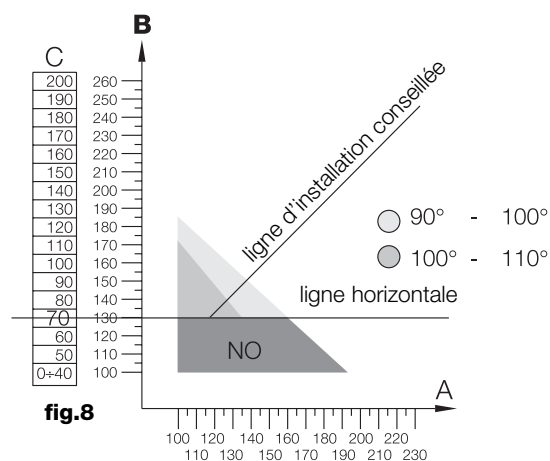 B
C
200 260
190 250
180 240
170 230
160 220
150 210
140 200
130 190
120 180
110 170
100 160
90 150
80 140
70 130
60 120
50 110
0÷40 100
ligne d'installation conseillée
90° - 100°
100° - 110°
ligne horizontale
NO
A
fig.8
100 120 140 160 180 200 220
110 130 150 170 190 210 230